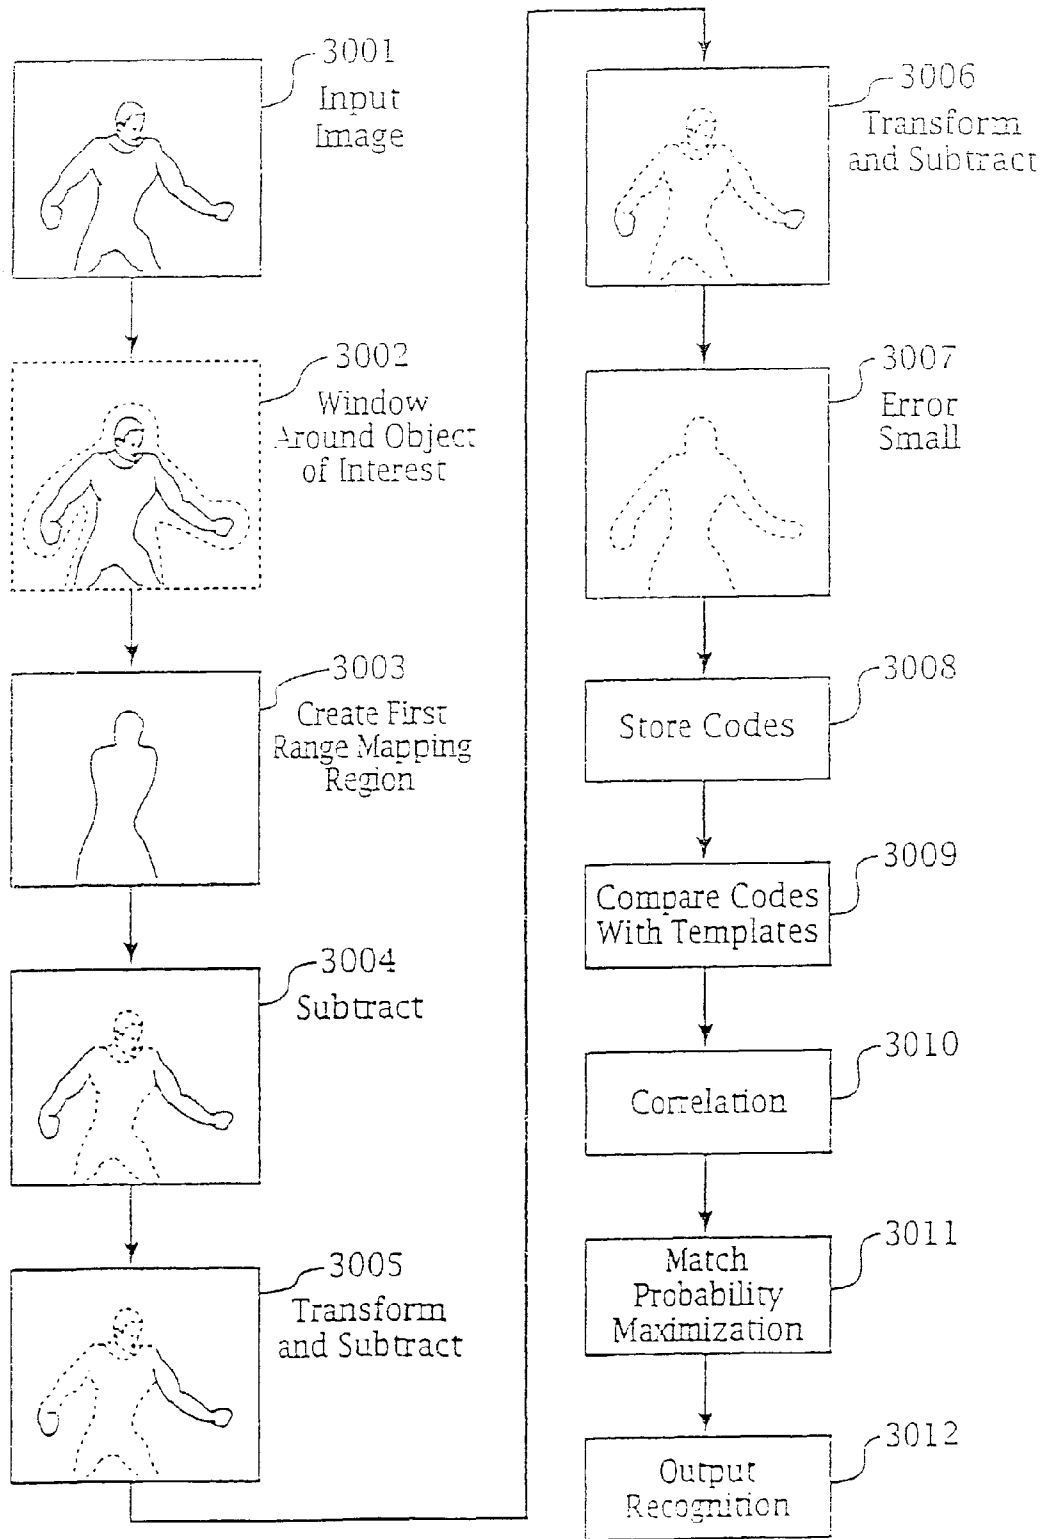 3001
Input
Image
3002
Window
Around Object
of Interest
3003
Create First
Range Mapping
Region
3004
Subtract
3005
Transform
and Subtract
3006
Transform
and Subtract
3007
Error
Small
3008
Store Codes
3009
Compare Codes
With Templates
3010
Correlation
3011
Match
Probability
Maximization
3012
Output
Recognition